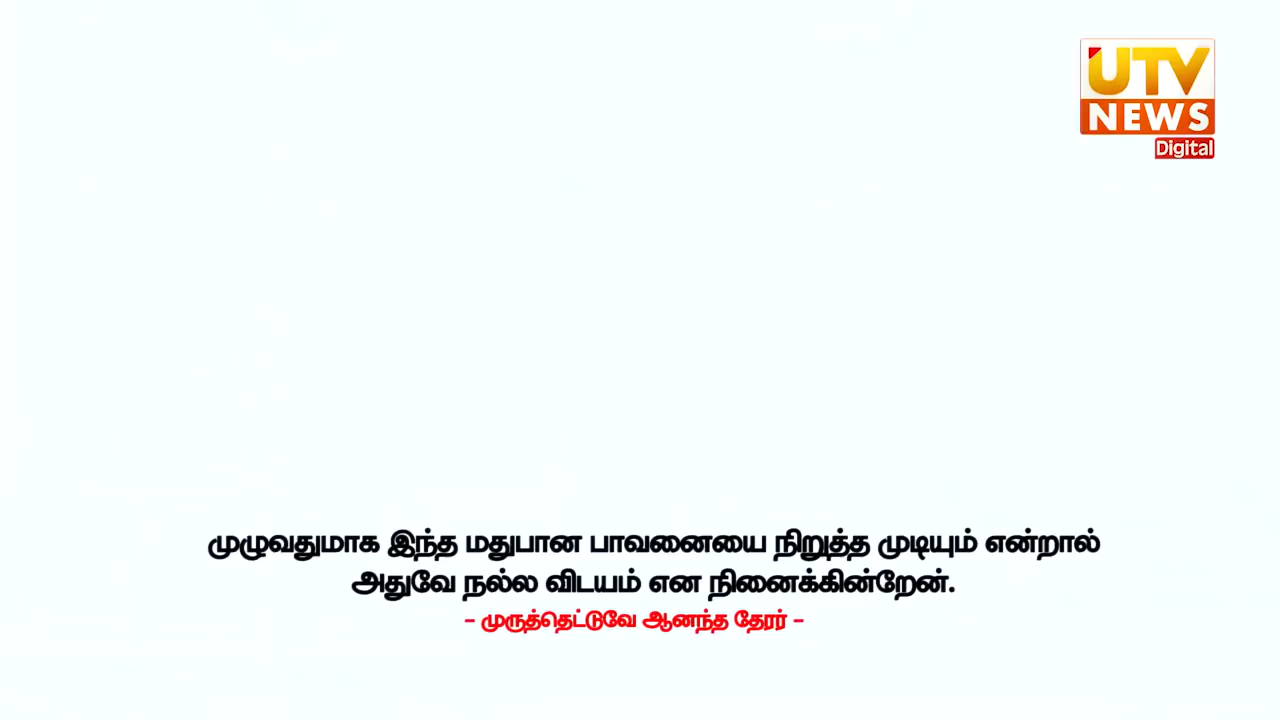 UTV
NEWS
Digital
முழுவதுமாக இந்த மதுபான பாவனையை நிறுத்த முடியும் என்றால்
அதுவே நல்ல விடயம் என நினைக்கின்றேன்.
- முருத்தெட்டுவே ஆனந்த தேரர் -